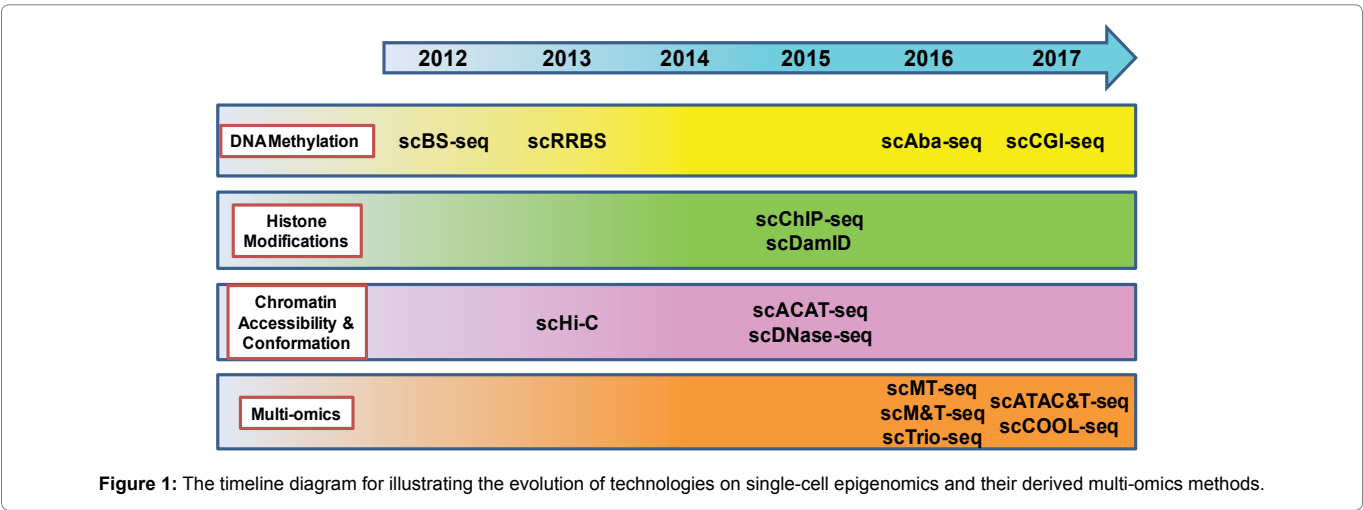 2012 2013 2014 2015 2016 2017
DNA Methylation scBS-seq scRRBS scAba-seq scCGI-seq
Histone
Modifications
scChIP-seq
scDamID
Chromatin
Accessibility &
Conformation
scHi-C
scACAT-seq
scDNase-seq
Multi-omics
scMT-seq
scM&T-seq
scTrio-seq
scATAC&T-seq
scCOOL-seq
Figure 1: The timeline diagram for illustrating the evolution of technologies on single-cell epigenomics and their derived multi-omics methods.